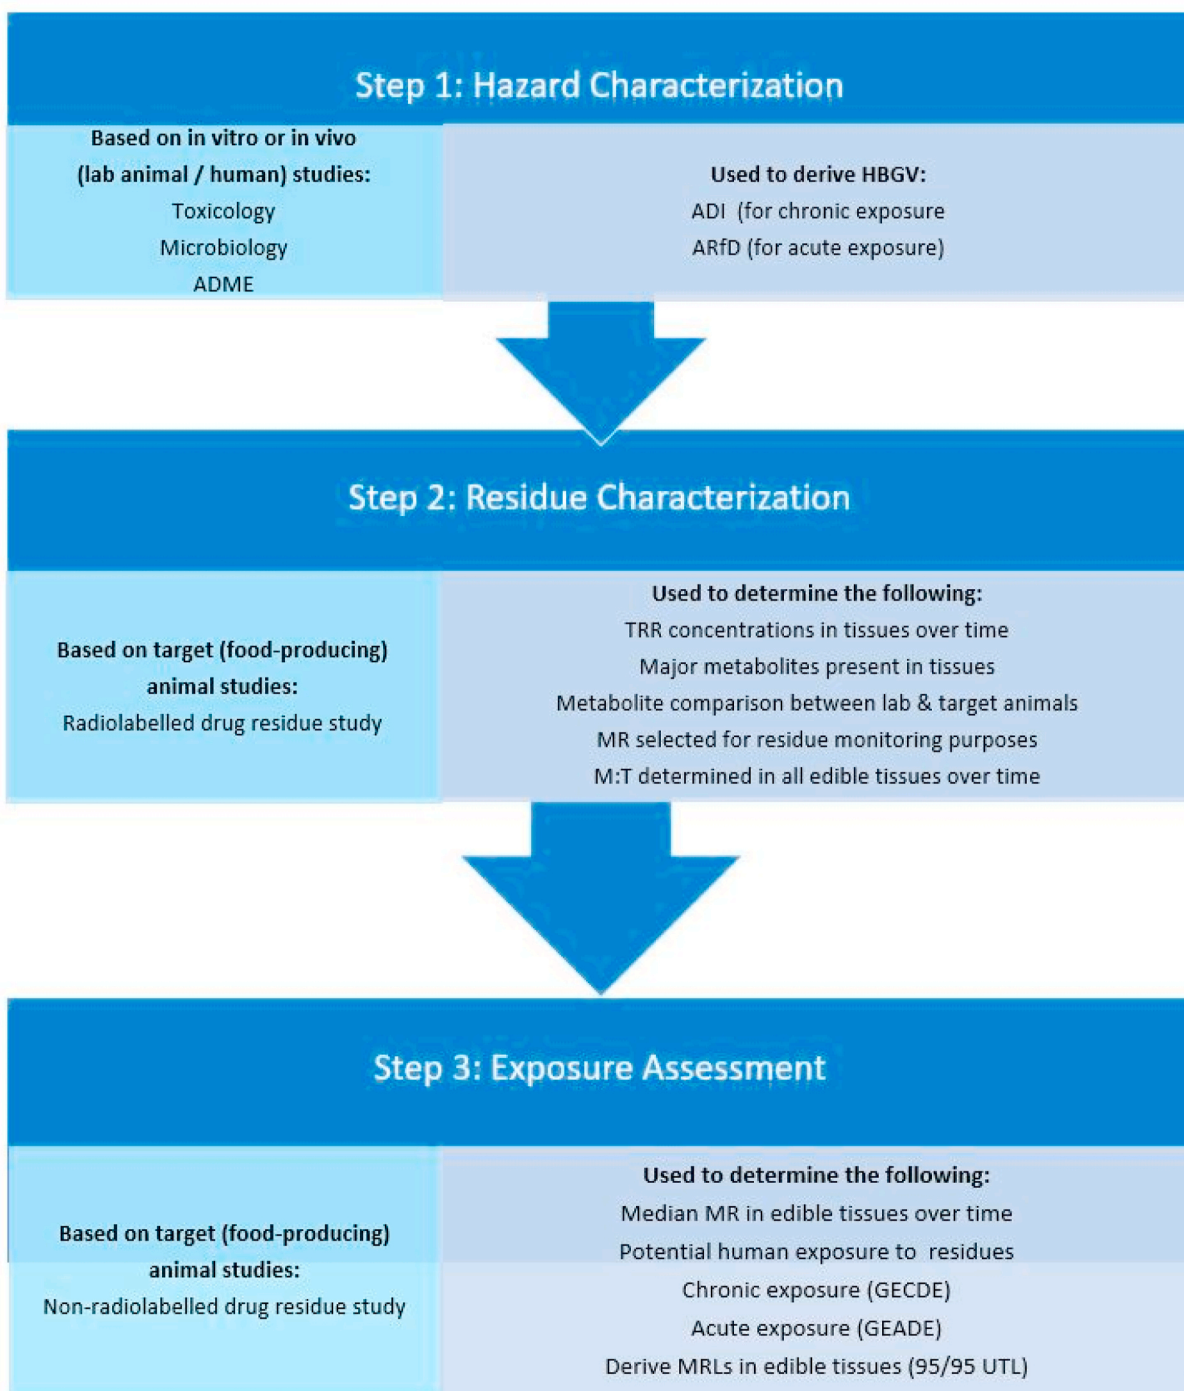 Step 1: Hazard Characterization
Based on in vitro or in vivo
(lab animal / human) studies:
Toxicology
Microbiology
ADME
Used to derive HBGV:
ADI (for chronic exposure
ARfD (for acute exposure)
Step 2: Residue Characterization
Based on target (food-producing)
animal studies:
Radiolabelled drug residue study
Used to determine the following:
TRR concentrations in tissues over time
Major metabolites present in tissues
Metabolite comparison between lab & target animals
MR selected for residue monitoring purposes
M:T determined in all edible tissues over time
Step 3: Exposure Assessment
Based on target (food-producing)
animal studies:
Non-radiolabelled drug residue study
Used to determine the following:
Median MR in edible tissues over time
Potential human exposure to residues
Chronic exposure (GECDE)
Acute exposure (GEADE)
Derive MRLs in edible tissues (95/95 UTL)